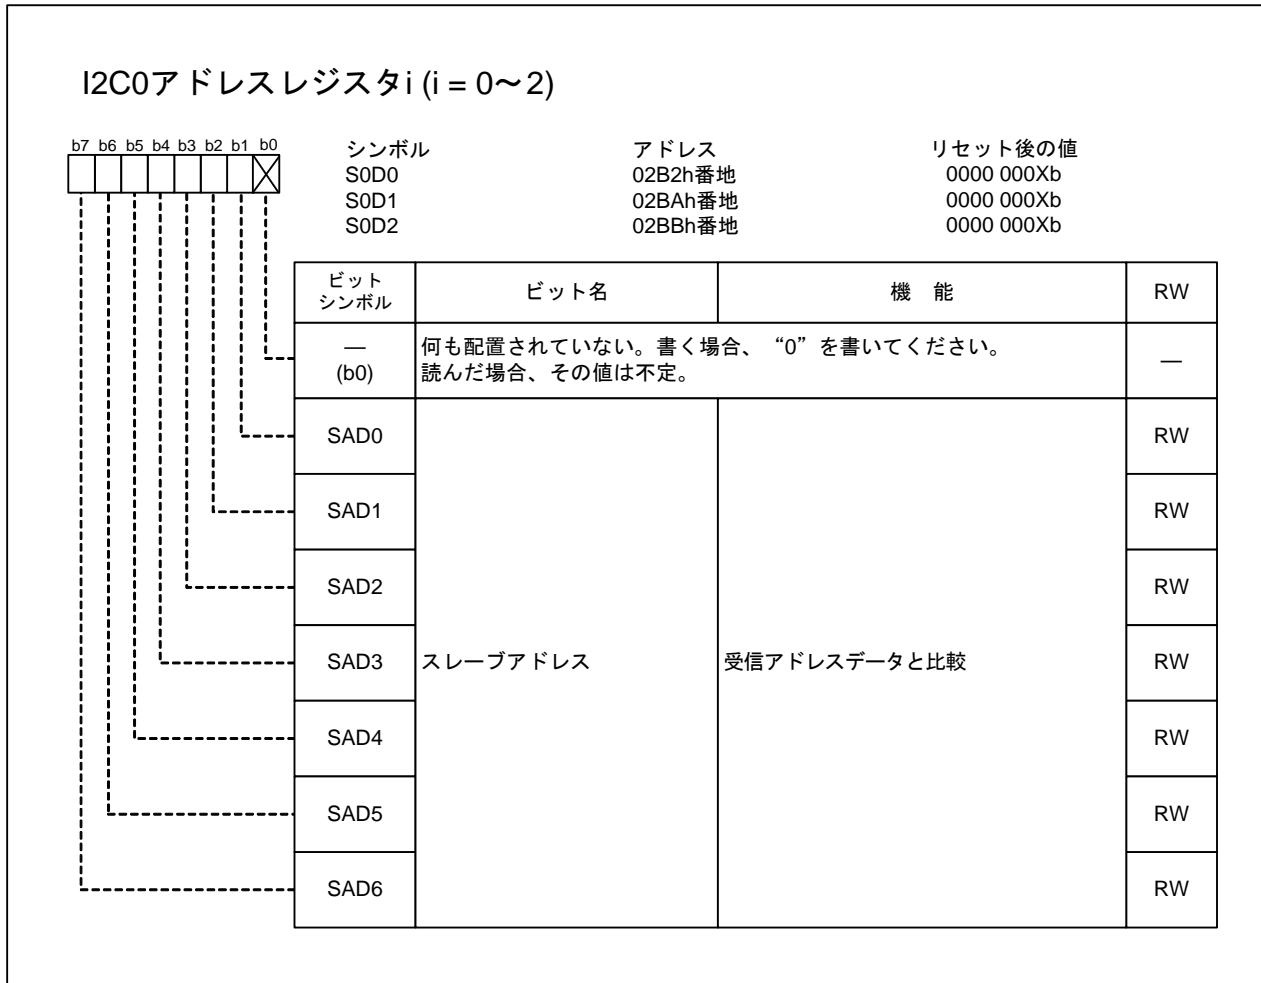 I2C0アドレスレジスタi (i = 0～2)
b7 b6 b5 b4 b3 b2 b1 b0
シンボル アドレス リセット後の値
S0D0 02B2h番地 0000 000Xb
S0D1 02BAh番地 0000 000Xb
S0D2 02BBh番地 0000 000Xb
ビット
シンボル
ビット名
機　能
RW
—
(b0)
何も配置されていない。書く場合、“0”を書いてください。
読んだ場合、その値は不定。
—
SAD0
RW
SAD1
RW
SAD2
RW
SAD3
スレーブアドレス
受信アドレスデータと比較
RW
SAD4
RW
SAD5
RW
SAD6
RW